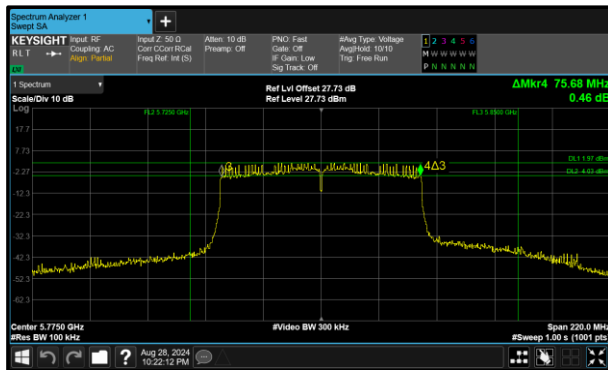 Spectrum Analyzer 1
Swept SA
KEYSIGHT
RLT
Input: RF
Coupling: AC
Align: Partial
Input Z: 50 Ω
Corr CCorr RCal
Freq Ref: Int (S)
Atten: 10 dB
Preamp: Off
PNO: Fast
Gate: Off
IF Gain: Low
Sig Track: Off
#Avg Type: Voltage
Avg|Hold: 10/10
Trig: Free Run
1 2 3 4 5 6
M W W W W W
P N N N N N
1 Spectrum
Scale/Div 10 dB
Ref Lvl Offset 27.73 dB
Ref Level 27.73 dBm
ΔMkr4 75.68 MHz
0.46 dB
Log
FL2 5.7250 GHz
FL3 5.8500 GHz
17.7
7.73
-2.27
-12.3
-22.3
-32.3
-42.3
-52.3
-62.3
3
4Δ3
DL1 1.97 dBm
DL2 -4.03 dBm
Center 5.7750 GHz
#Res BW 100 kHz
#Video BW 300 kHz
Span 220.0 MHz
#Sweep 1.00 s (1001 pts)
?
Aug 28, 2024
10:22:12 PM